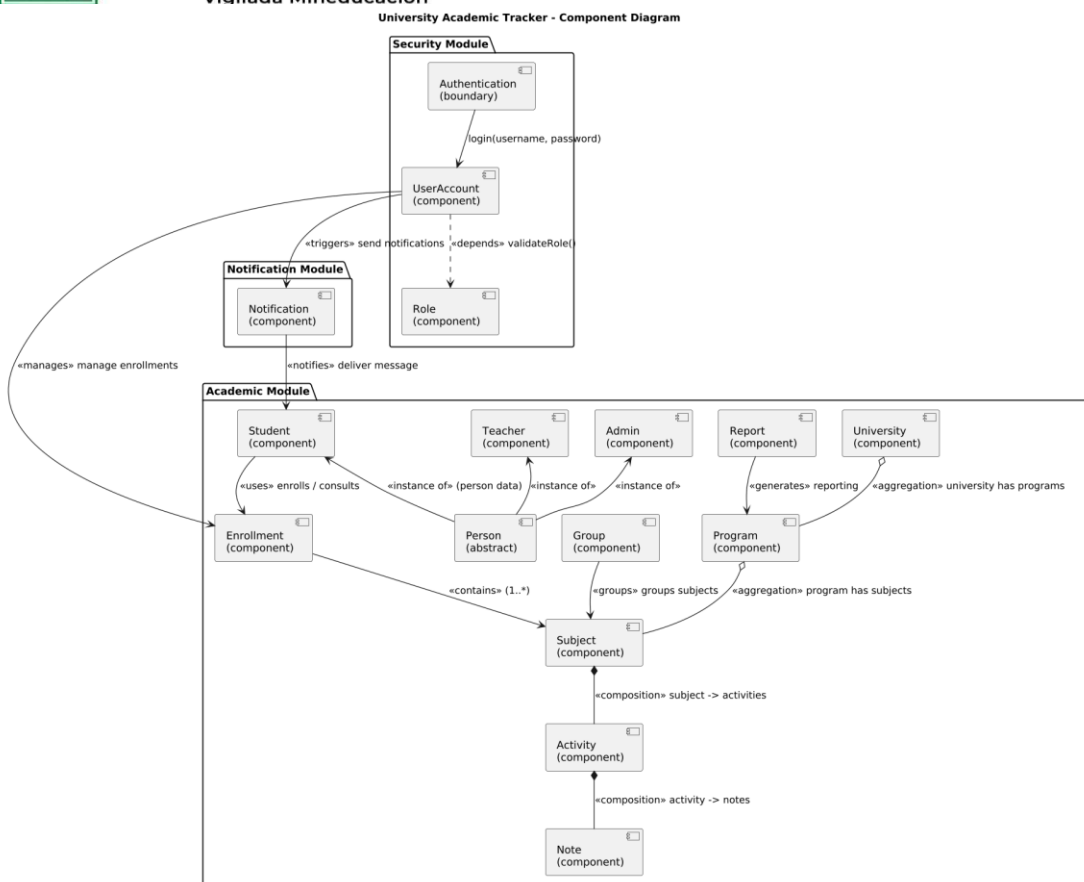 Vigilada Mineducación
University Academic Tracker - Component Diagram
Security Module
Authentication
(boundary)
login(username, password)
UserAccount
(component)
«triggers» send notifications
«depends» validateRole()
Notification Module
Notification
(component)
Role
(component)
«manages» manage enrollments
«notifies» deliver message
Academic Module
Student
(component)
Teacher
(component)
Admin
(component)
Report
(component)
University
(component)
«uses» enrolls / consults
«instance of» (person data)
«instance of»
«instance of»
«generates» reporting
«aggregation» university has programs
Enrollment
(component)
Person
(abstract)
Group
(component)
Program
(component)
«contains» (1..*)
«groups» groups subjects
«aggregation» program has subjects
Subject
(component)
«composition» subject -> activities
Activity
(component)
«composition» activity -> notes
Note
(component)